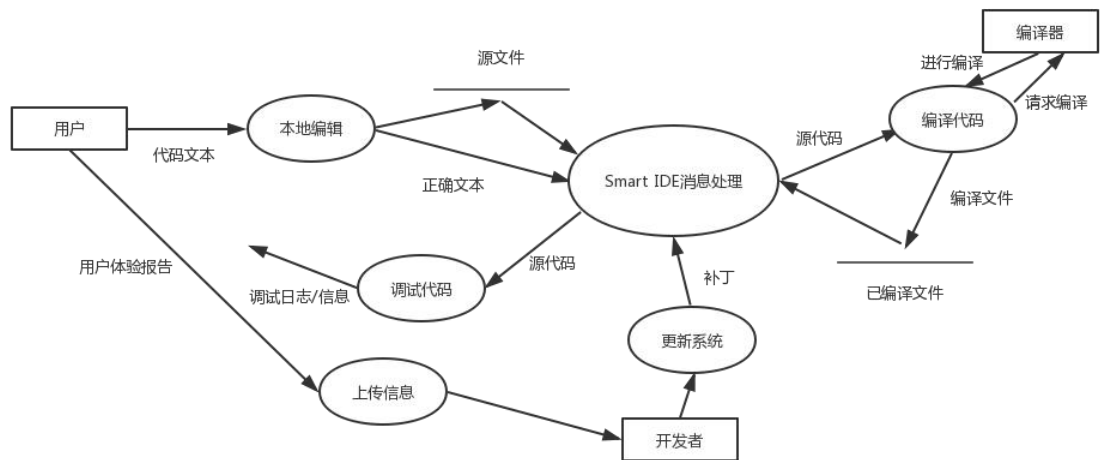 编译器
源文件
进行编译
请求编译
用户
本地编辑
编译代码
代码文本
源代码
正确文本
Smart IDE消息处理
编译文件
用户体验报告
源代码
补丁
调试日志/信息
调试代码
已编译文件
更新系统
上传信息
开发者